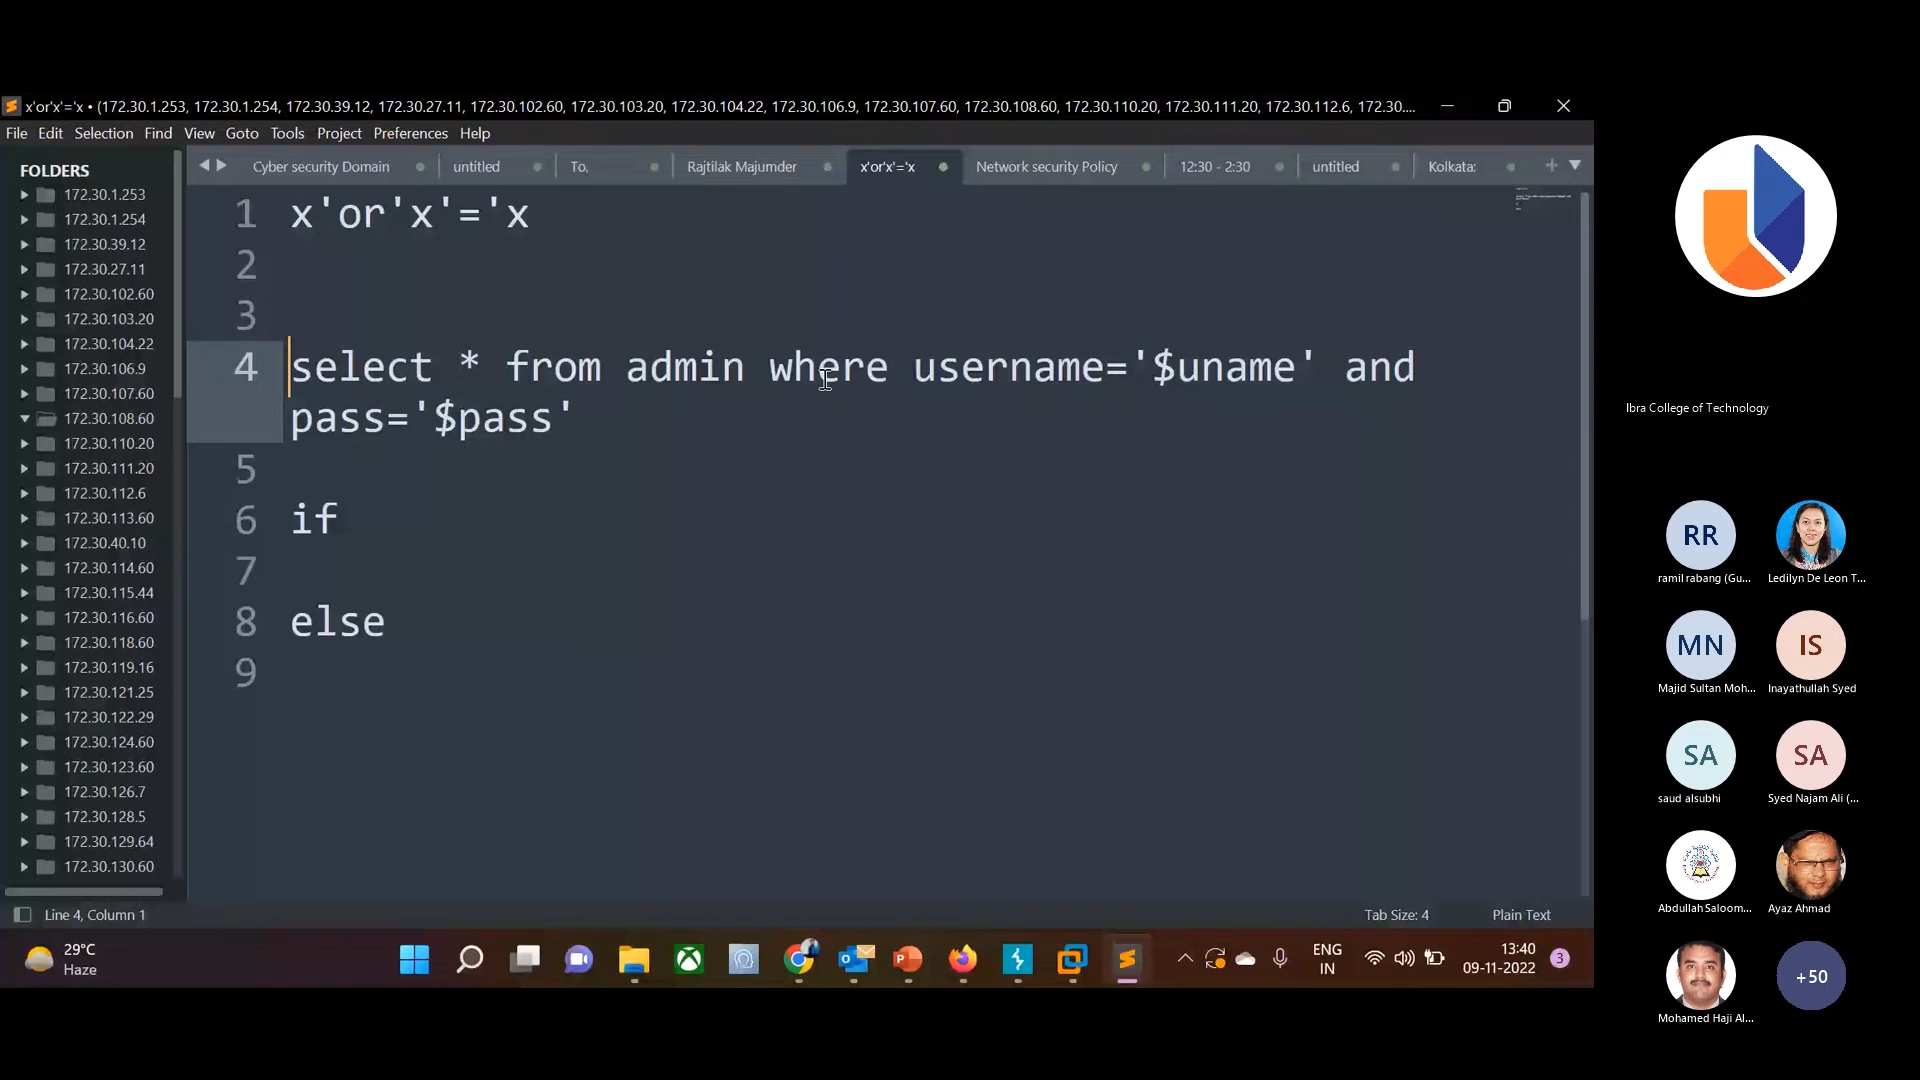 x'or'x'='x • (172.30.1.253, 172.30.1.254, 172.30.39.12, 172.30.27.11, 172.30.102.60, 172.30.103.20, 172.30.104.22, 172.30.106.9, 172.30.107.60, 172.30.108.60, 172.30.110.20, 172.30.111.20, 172.30.112.6, 172.30....
File Edit Selection Find View Goto Tools Project Preferences Help
FOLDERS
172.30.1.253
172.30.1.254
172.30.39.12
172.30.27.11
172.30.102.60
172.30.103.20
172.30.104.22
172.30.106.9
172.30.107.60
172.30.108.60
172.30.110.20
172.30.111.20
172.30.112.6
172.30.113.60
172.30.40.10
172.30.114.60
172.30.115.44
172.30.116.60
172.30.118.60
172.30.119.16
172.30.121.25
172.30.122.29
172.30.124.60
172.30.123.60
172.30.126.7
172.30.128.5
172.30.129.64
172.30.130.60
Cyber security Domain untitled To, Rajtilak Majumder x'or'x'='x Network security Policy 12:30 - 2:30 untitled Kolkata:
1 x'or'x'='x
2
3
4 select * from admin where username='$uname' and
pass='$pass'
5
6 if
7
8 else
9
Line 4, Column 1 Tab Size: 4 Plain Text
29°C
Haze
ENG
IN
13:40
09-11-2022
3
Ibra College of Technology
RR
ramil rabang (Gu...
Ledilyn De Leon T...
MN
Majid Sultan Moh...
IS
Inayathullah Syed
SA
saud alsubhi
SA
Syed Najam Ali (...
Abdullah Saloom...
Ayaz Ahmad
Mohamed Haji Al...
+50